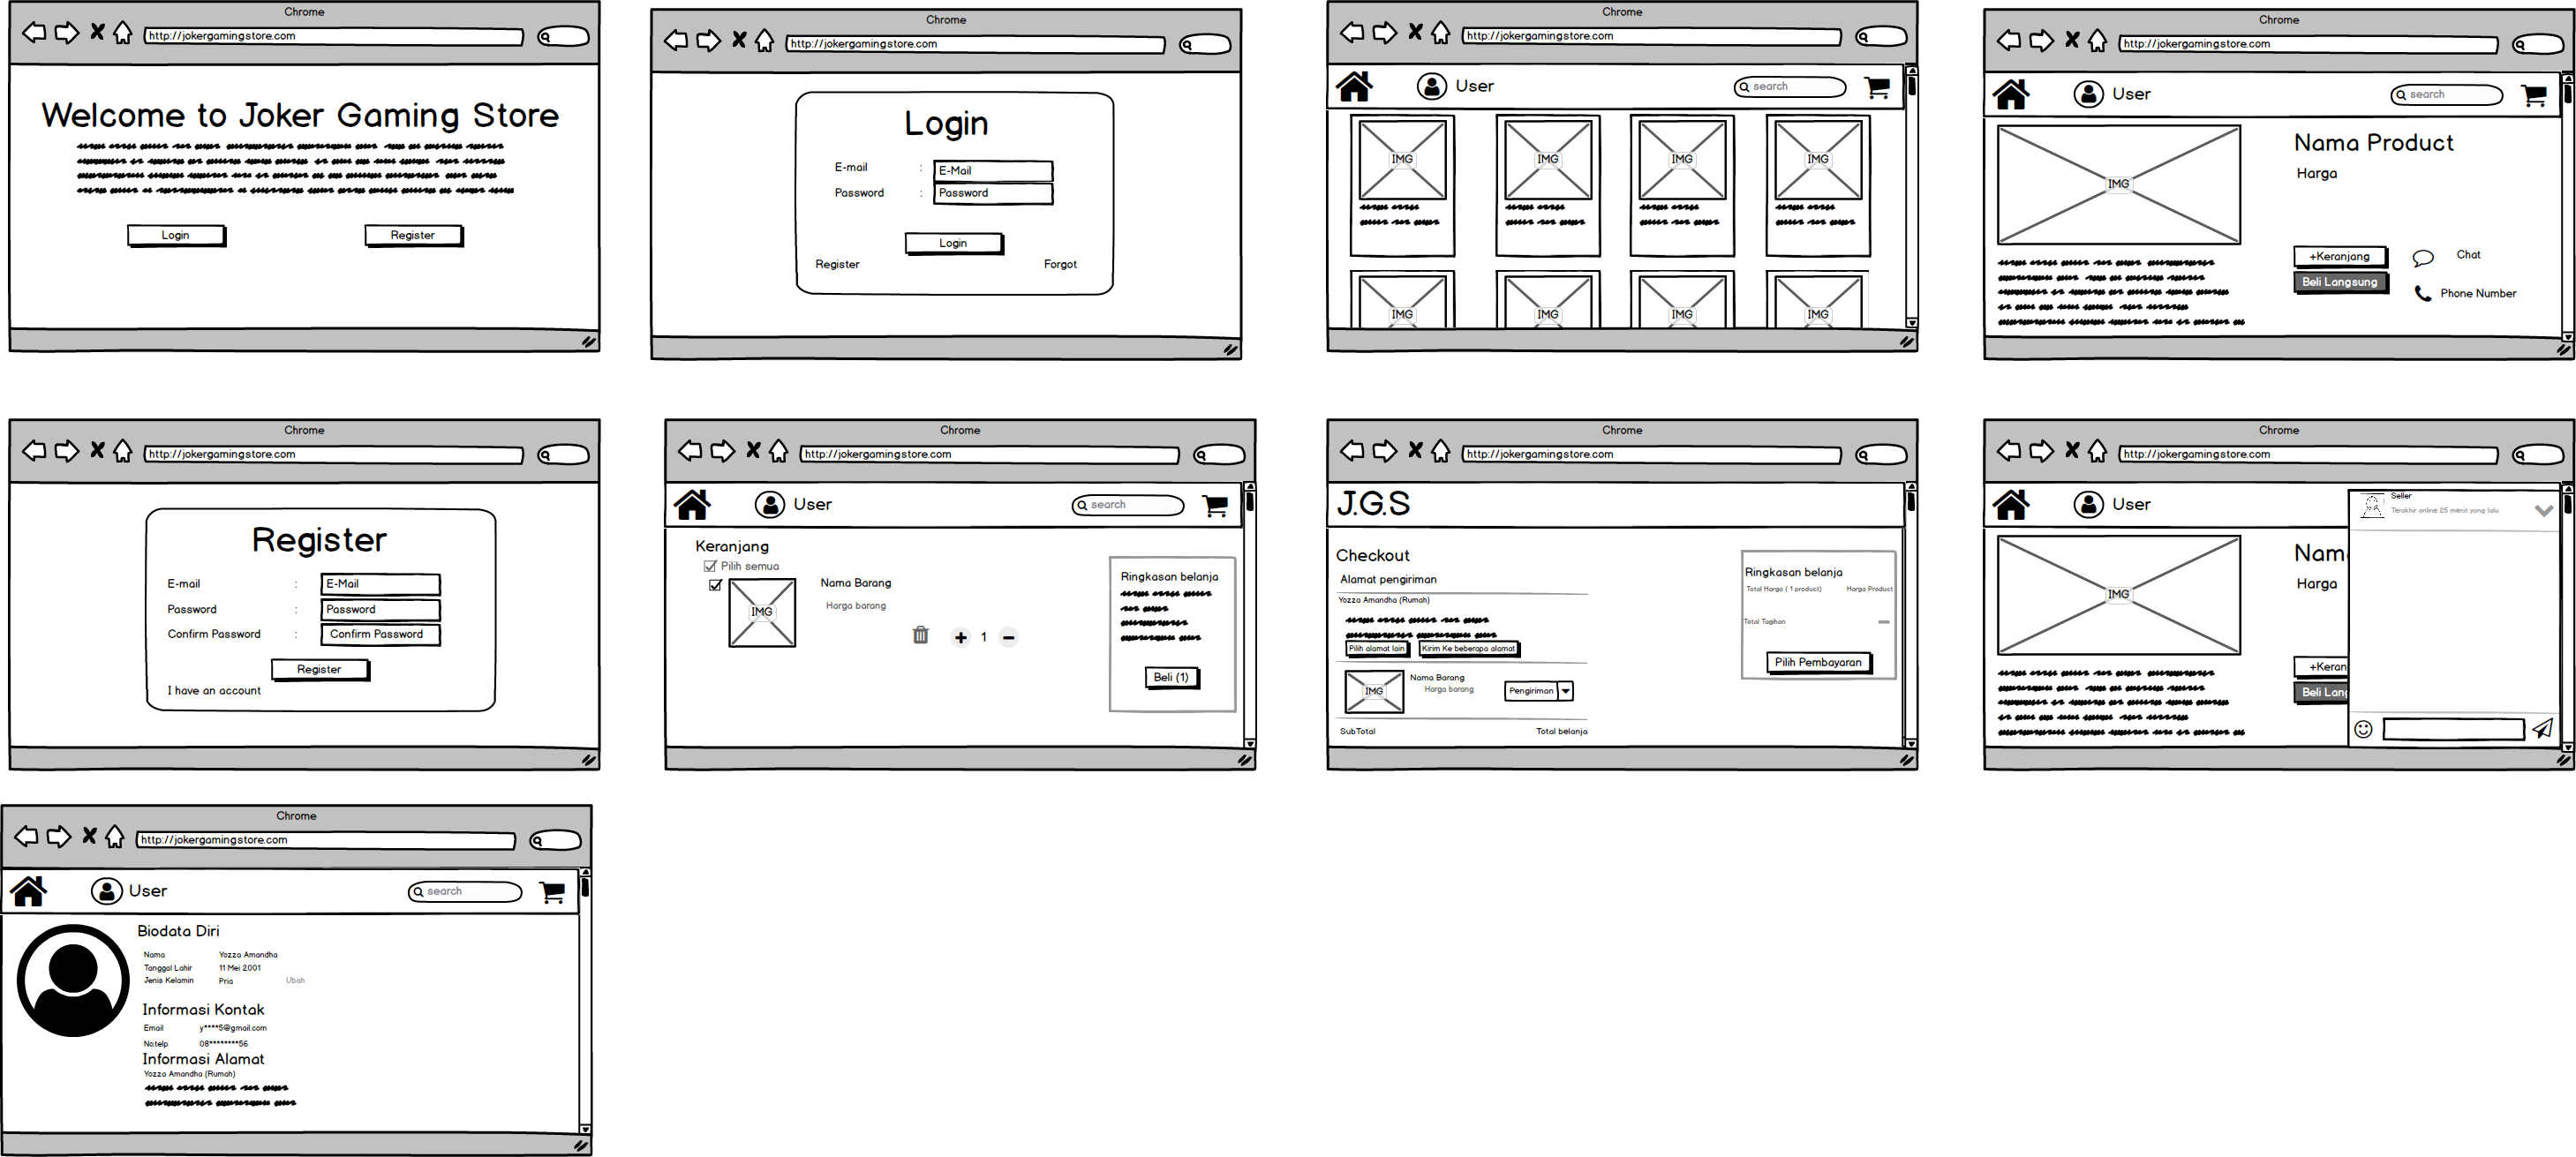 Chrome
http://jokergamingstore.com
Welcome to Joker Gaming Store
Login
Register
Chrome
http://jokergamingstore.com
Login
E-mail : E-Mail
Password : Password
Login
Register
Forgot
Chrome
http://jokergamingstore.com
User
search
IMG
IMG
IMG
IMG
IMG
IMG
IMG
IMG
Chrome
http://jokergamingstore.com
User
search
IMG
Nama Product
Harga
+Keranjang
Beli Langsung
Chat
Phone Number
Chrome
http://jokergamingstore.com
Register
E-mail : E-Mail
Password : Password
Confirm Password : Confirm Password
Register
I have an account
Chrome
http://jokergamingstore.com
User
search
Keranjang
Pilih semua
IMG
Nama Barang
Harga barang
1
Ringkasan belanja
Beli (1)
Chrome
http://jokergamingstore.com
J.G.S
Checkout
Alamat pengiriman
Yozza Amandha (Rumah)
Pilih alamat lain
Kirim Ke beberapa alamat
IMG
Nama Barang
Harga barang
Pengiriman
SubTotal
Total belanja
Ringkasan belanja
Total Harga ( 1 product)
Harga Product
Total Tagihan
Pilih Pembayaran
Chrome
http://jokergamingstore.com
User
IMG
Nam
Harga
+Keran
Beli Lang
Seller
Terakhir online 25 menit yang lalu
Chrome
http://jokergamingstore.com
User
search
Biodata Diri
Nama Yozza Amandha
Tanggal Lahir 11 Mei 2001
Jenis Kelamin Pria Ubah
Informasi Kontak
Email y****5@gmail.com
No.telp 08********56
Informasi Alamat
Yozza Amandha (Rumah)